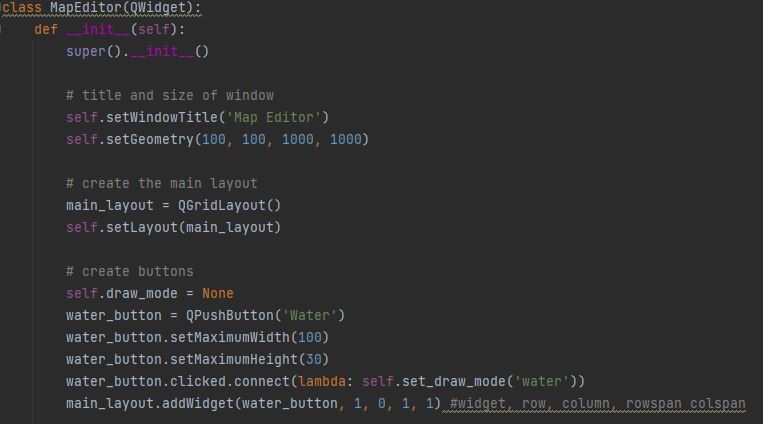 class MapEditor(QWidget):
    def __init__(self):
        super().__init__()

        # title and size of window
        self.setWindowTitle('Map Editor')
        self.setGeometry(100, 100, 1000, 1000)

        # create the main layout
        main_layout = QGridLayout()
        self.setLayout(main_layout)

        # create buttons
        self.draw_mode = None
        water_button = QPushButton('Water')
        water_button.setMaximumWidth(100)
        water_button.setMaximumHeight(30)
        water_button.clicked.connect(lambda: self.set_draw_mode('water'))
        main_layout.addWidget(water_button, 1, 0, 1, 1) #widget, row, column, rowspan colspan